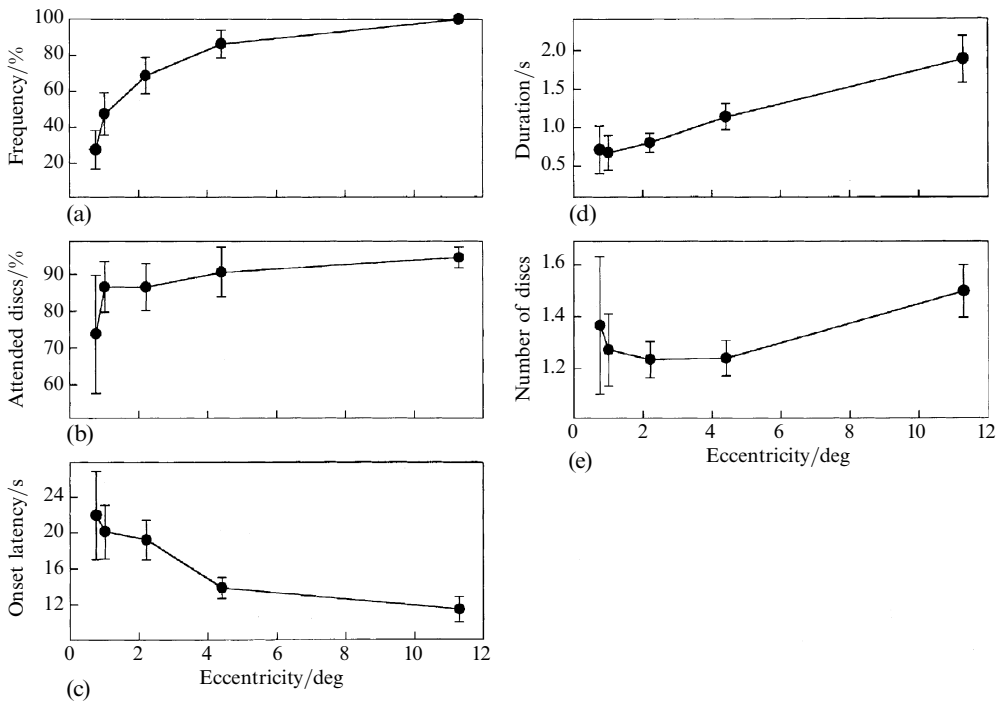 100
80
60
40
20
Frequency/%
(a)
90
80
70
60
Attended discs/%
(b)
24
20
16
12
Onset latency/s
0 2 4 6 8 10 12
Eccentricity/deg
(c)
2.0
1.5
1.0
0.5
Duration/s
(d)
1.6
1.4
1.2
Number of discs
0 2 4 6 8 10 12
Eccentricity/deg
(e)